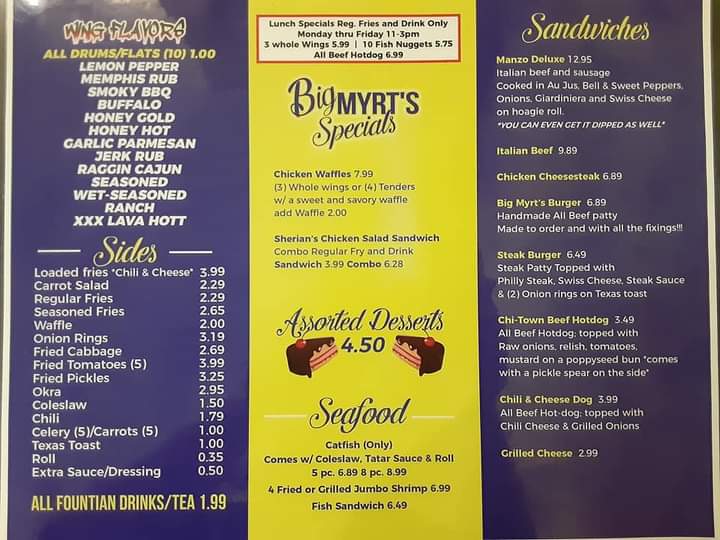 WING FLAVORS
ALL DRUMS/FLATS (10) 1.00
LEMON PEPPER
MEMPHIS RUB
SMOKY BBQ
BUFFALO
HONEY GOLD
HONEY HOT
GARLIC PARMESAN
JERK RUB
RAGGIN CAJUN
SEASONED
WET-SEASONED
RANCH
XXX LAVA HOTT
Sides
Loaded fries *Chili & Cheese* 3.99
Carrot Salad 2.29
Regular Fries 2.29
Seasoned Fries 2.65
Waffle 2.00
Onion Rings 3.19
Fried Cabbage 2.69
Fried Tomatoes (5) 3.99
Fried Pickles 3.25
Okra 2.95
Coleslaw 1.50
Chili 1.79
Celery (5)/Carrots (5) 1.00
Texas Toast 1.00
Roll 0.35
Extra Sauce/Dressing 0.50
ALL FOUNTIAN DRINKS/TEA 1.99
Lunch Specials Reg. Fries and Drink Only
Monday thru Friday 11-3pm
3 whole Wings 5.99 | 10 Fish Nuggets 5.75
All Beef Hotdog 6.99
Big MYRT'S
Specials
Chicken Waffles 7.99
(3) Whole wings or (4) Tenders
w/ a sweet and savory waffle
add Waffle 2.00
Sherian's Chicken Salad Sandwich
Combo Regular Fry and Drink
Sandwich 3.99 Combo 6.28
Assorted Desserts
4.50
Seafood
Catfish (Only)
Comes w/ Coleslaw, Tatar Sauce & Roll
5 pc. 6.89 8 pc. 8.99
4 Fried or Grilled Jumbo Shrimp 6.99
Fish Sandwich 6.49
Sandwiches
Manzo Deluxe 12.95
Italian beef and sausage
Cooked in Au Jus, Bell & Sweet Peppers,
Onions, Giardiniera and Swiss Cheese
on hoagie roll.
*YOU CAN EVEN GET IT DIPPED AS WELL*
Italian Beef 9.89
Chicken Cheesesteak 6.89
Big Myrt's Burger 6.89
Handmade All Beef patty
Made to order and with all the fixings!!!
Steak Burger 6.49
Steak Patty Topped with
Philly Steak, Swiss Cheese, Steak Sauce
& (2) Onion rings on Texas toast
Chi-Town Beef Hotdog 3.49
All Beef Hotdog; topped with
Raw onions, relish, tomatoes,
mustard on a poppyseed bun *comes
with a pickle spear on the side*
Chili & Cheese Dog 3.99
All Beef Hot-dog; topped with
Chili Cheese & Grilled Onions
Grilled Cheese 2.99